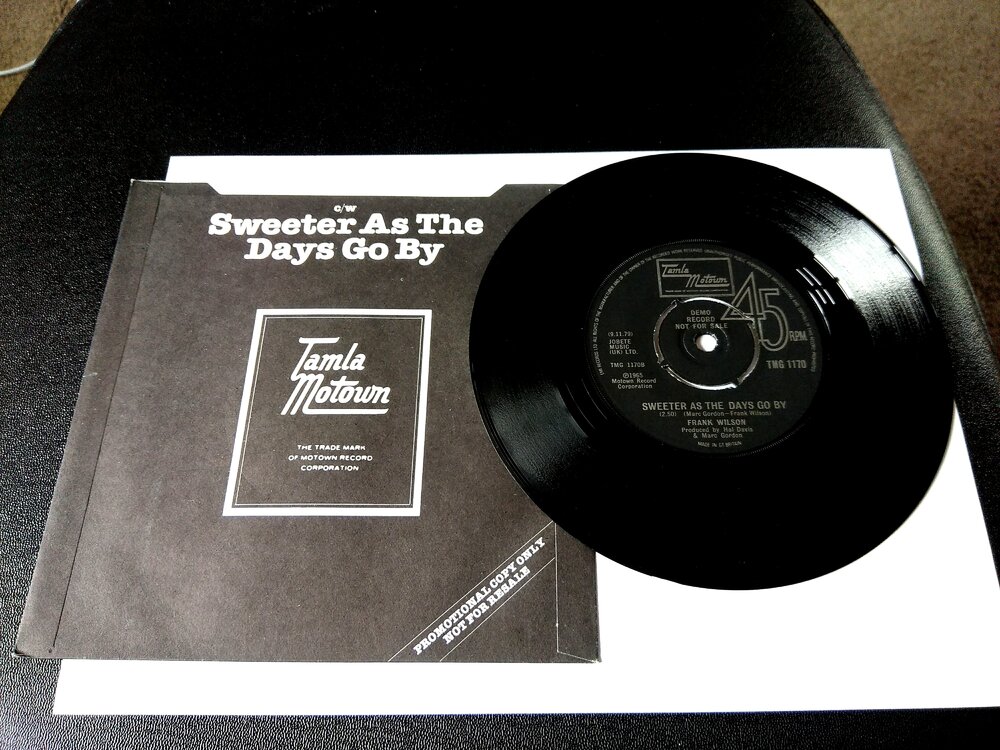 c/w
Sweeter As The
Days Go By
Tamla
Motown
THE TRADE MARK
OF MOTOWN RECORD
CORPORATION
PROMOTIONAL COPY ONLY
NOT FOR RESALE
Tamla
Motown
45
RPM
DEMO
RECORD
NOT FOR SALE
(9.11.79)
JOBETE
MUSIC
(UK) LTD.
TMG 1170B
℗1965
Motown Record
Corporation
TMG 1170
SWEETER AS THE DAYS GO BY
(2.50) (Marc Gordon—Frank Wilson)
FRANK WILSON
Produced by Hal Davis
& Marc Gordon
MADE IN GT BRITAIN